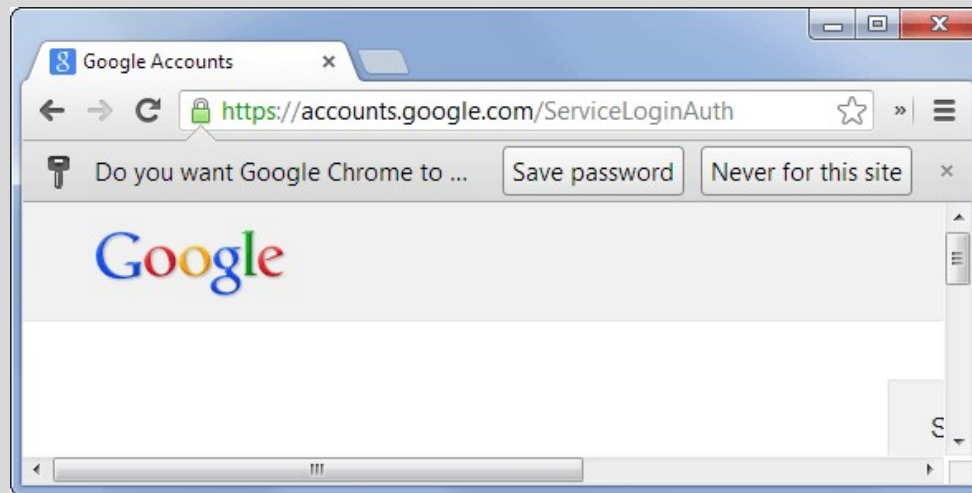 Google Accounts
https://accounts.google.com/ServiceLoginAuth
Do you want Google Chrome to ... Save password Never for this site
Google
S